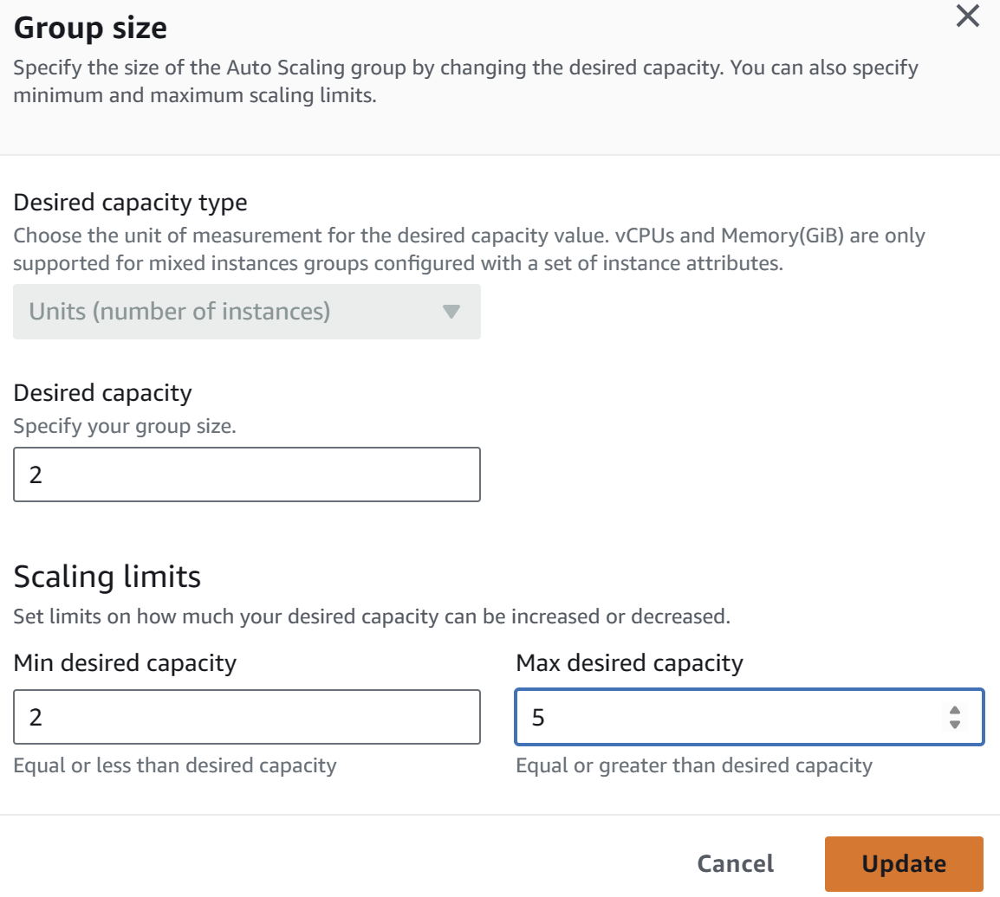 Group size
Specify the size of the Auto Scaling group by changing the desired capacity. You can also specify
minimum and maximum scaling limits.
Desired capacity type
Choose the unit of measurement for the desired capacity value. vCPUs and Memory(GiB) are only
supported for mixed instances groups configured with a set of instance attributes.
Units (number of instances)
Desired capacity
Specify your group size.
2
Scaling limits
Set limits on how much your desired capacity can be increased or decreased.
Min desired capacity
2
Equal or less than desired capacity
Max desired capacity
5
Equal or greater than desired capacity
Cancel
Update